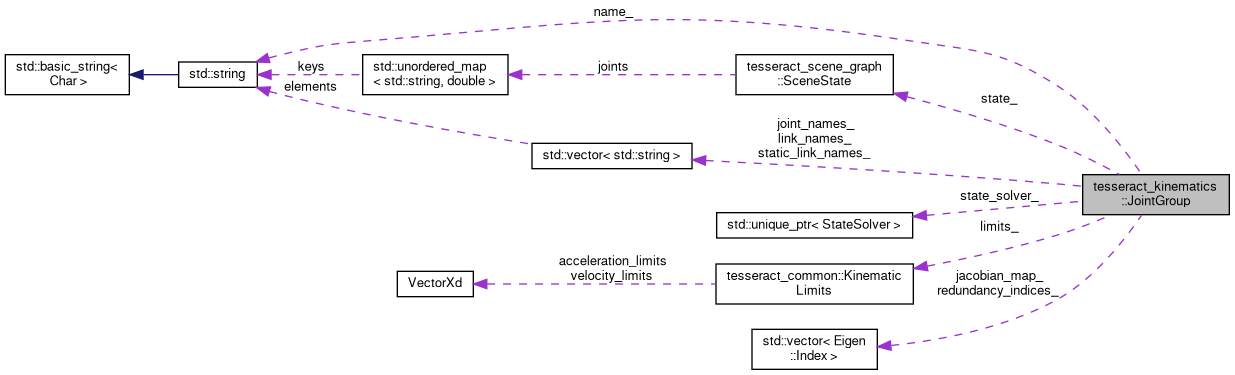 name_
std::basic_string<
Char >
std::string
keys
elements
std::unordered_map
< std::string, double >
joints
tesseract_scene_graph
::SceneState
state_
joint_names_
link_names_
static_link_names_
std::vector< std::string >
tesseract_kinematics
::JointGroup
state_solver_
std::unique_ptr< StateSolver >
limits_
acceleration_limits
velocity_limits
VectorXd
tesseract_common::Kinematic
Limits
jacobian_map_
redundancy_indices_
std::vector< Eigen
::Index >